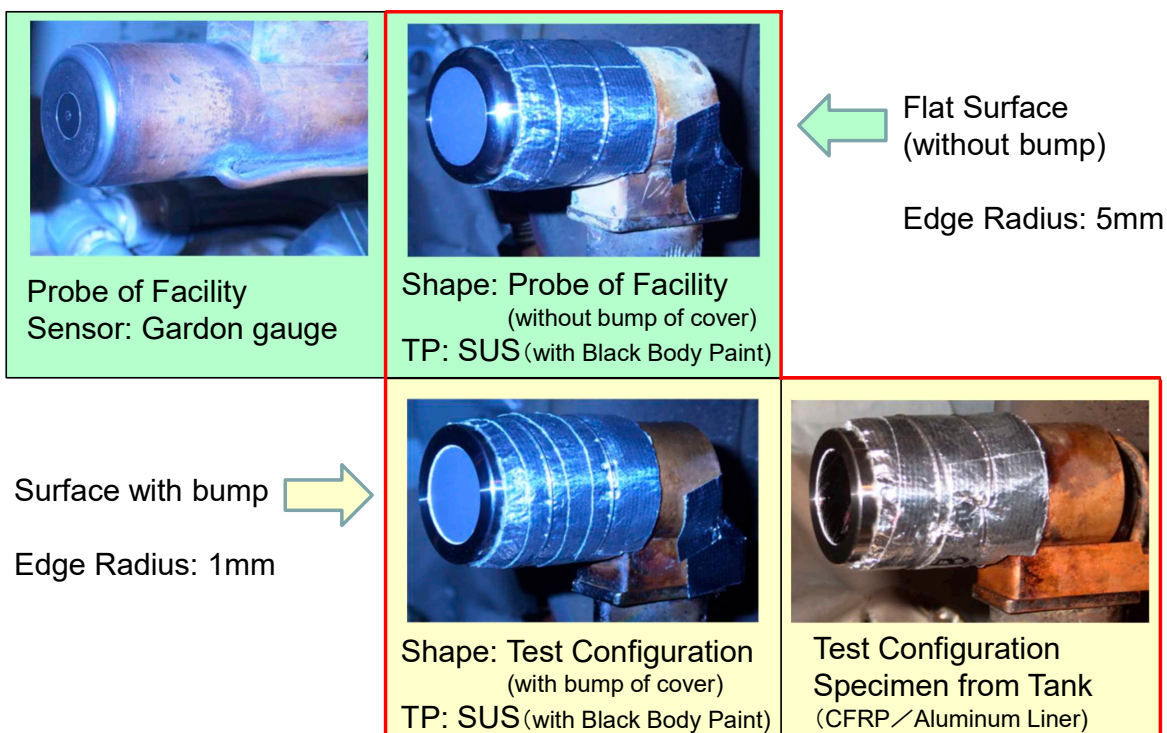 Flat Surface
(without bump)
Edge Radius: 5mm
Probe of Facility
Sensor: Gardon gauge
Shape: Probe of Facility
(without bump of cover)
TP: SUS（with Black Body Paint）
Surface with bump
Edge Radius: 1mm
Shape: Test Configuration
(with bump of cover)
TP: SUS（with Black Body Paint）
Test Configuration
Specimen from Tank
（CFRP／Aluminum Liner）